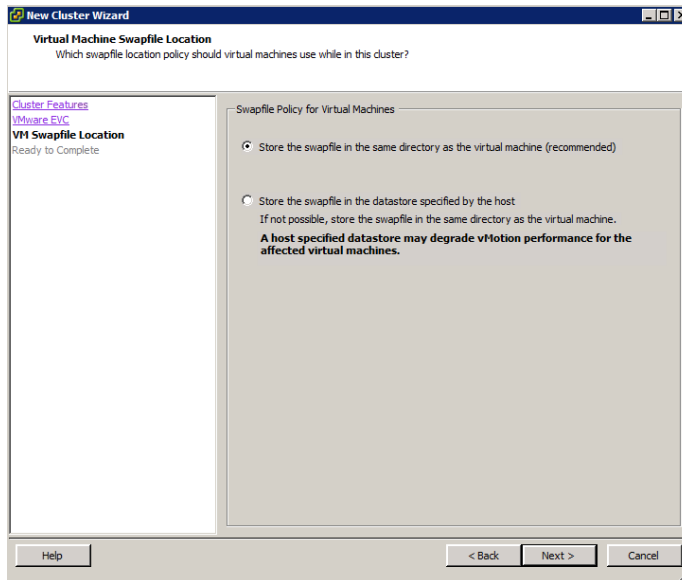 New Cluster Wizard
Virtual Machine Swapfile Location
Which swapfile location policy should virtual machines use while in this cluster?
Cluster Features
VMware EVC
VM Swapfile Location
Ready to Complete
Swapfile Policy for Virtual Machines
Store the swapfile in the same directory as the virtual machine (recommended)
Store the swapfile in the datastore specified by the host
If not possible, store the swapfile in the same directory as the virtual machine.
A host specified datastore may degrade vMotion performance for the
affected virtual machines.
Help
< Back
Next >
Cancel